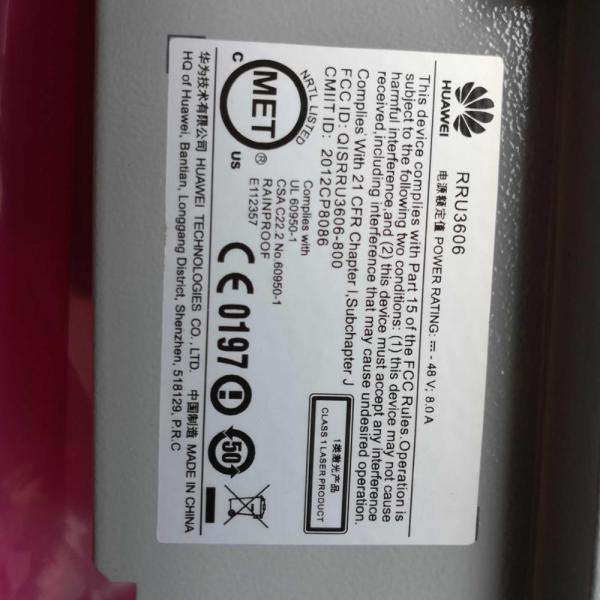 HUAWEI
RRU3606
电源额定值 POWER RATING: ⎓ - 48 V; 8.0 A
This device complies with Part 15 of the FCC Rules.Operation is
subject to the following two conditions: (1) this device may not cause
harmful interference,and (2) this device must accept any interference
received,including interference that may cause undesired operation.
Complies With 21 CFR Chapter I,Subchapter J
FCC ID: QISRRU3606-800
CMIIT ID: 2012CP8086
1类激光产品
CLASS 1 LASER PRODUCT
NRTL LISTED
MET
®
C US
Complies with
UL 60950-1
CSA C22.2 No.60950-1
RAINPROOF
E112357
CE 0197
50
华为技术有限公司 HUAWEI TECHNOLOGIES CO., LTD. 中国制造 MADE IN CHINA
HQ of Huawei, Bantian, Longgang District, Shenzhen, 518129, P.R.C